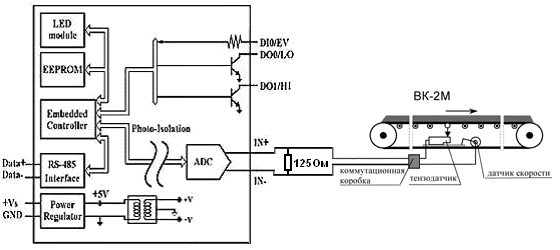 LED
module
EEPROM
Embedded
Controller
Photo-Isolation
RS-485
Interface
Power
Regulator
ADC
DI0/EV
DO0/LO
DO1/HI
IN+
IN-
Data+
Data-
+Vs
GND
+5V
+V
-V
125 Ом
ВК-2М
коммутационная
коробка
тензодатчик
датчик скорости